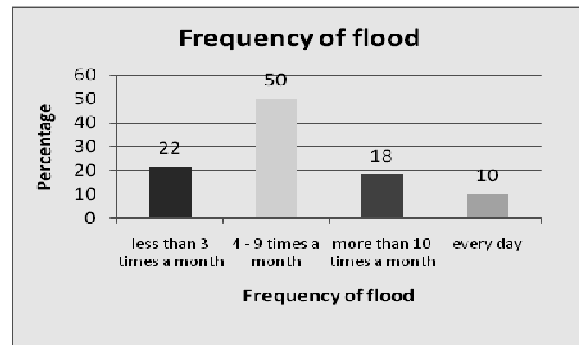 Frequency of flood
Percentage
60
50
40
30
20
10
0
22
50
18
10
less than 3
times a month
4 - 9 times a
month
more than 10
times a month
every day
Frequency of flood